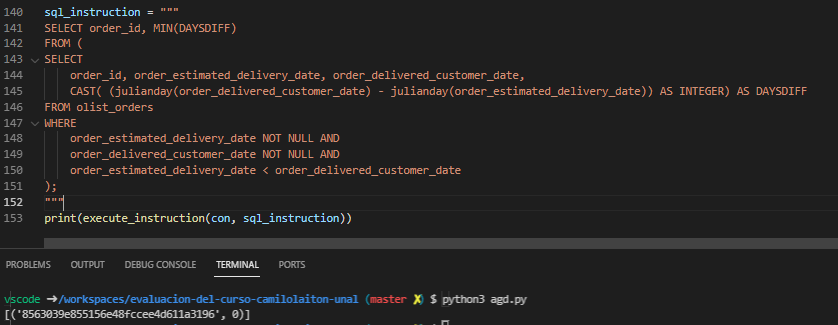 140 sql_instruction = """
141 SELECT order_id, MIN(DAYSDIFF)
142 FROM (
143 SELECT
144 order_id, order_estimated_delivery_date, order_delivered_customer_date,
145 CAST( (julianday(order_delivered_customer_date) - julianday(order_estimated_delivery_date)) AS INTEGER) AS DAYSDIFF
146 FROM olist_orders
147 WHERE
148 order_estimated_delivery_date NOT NULL AND
149 order_delivered_customer_date NOT NULL AND
150 order_estimated_delivery_date < order_delivered_customer_date
151 );
152 """
153 print(execute_instruction(con, sql_instruction))
PROBLEMS OUTPUT DEBUG CONSOLE TERMINAL PORTS
vscode ➜/workspaces/evaluacion-del-curso-camilolaiton-unal (master ✗) $ python3 agd.py
[('8563039e855156e48fccee4d611a3196', 0)]